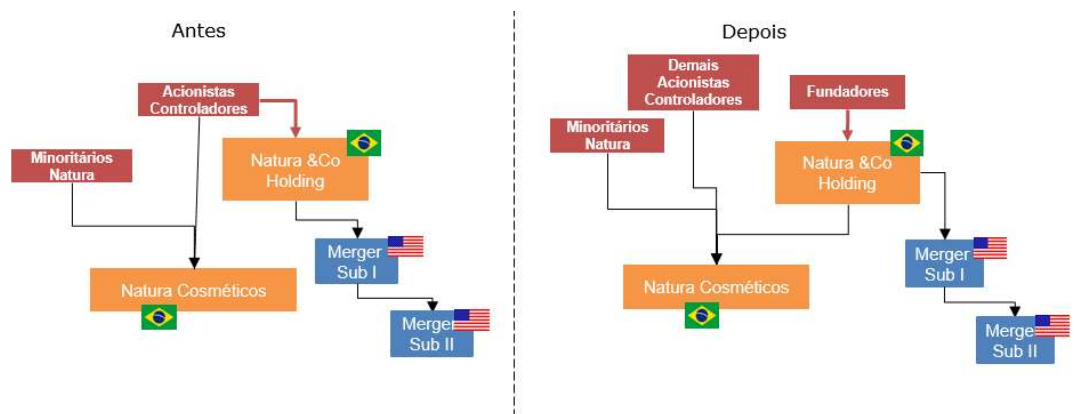 Antes
Acionistas
Controladores
Minoritários
Natura
Natura &Co
Holding
Merger
Sub I
Natura Cosméticos
Merger
Sub II
Depois
Demais
Acionistas
Controladores
Fundadores
Minoritários
Natura
Natura &Co
Holding
Merger
Sub I
Natura Cosméticos
Merger
Sub II